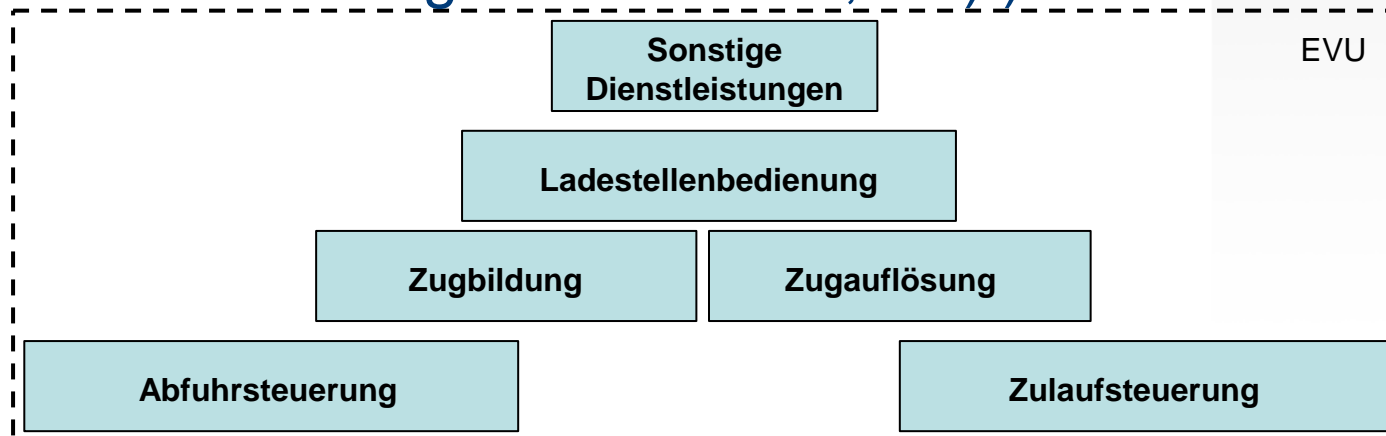 EVU
Sonstige
Dienstleistungen
Ladestellenbedienung
Zugbildung
Zugauflösung
Abfuhrsteuerung
Zulaufsteuerung